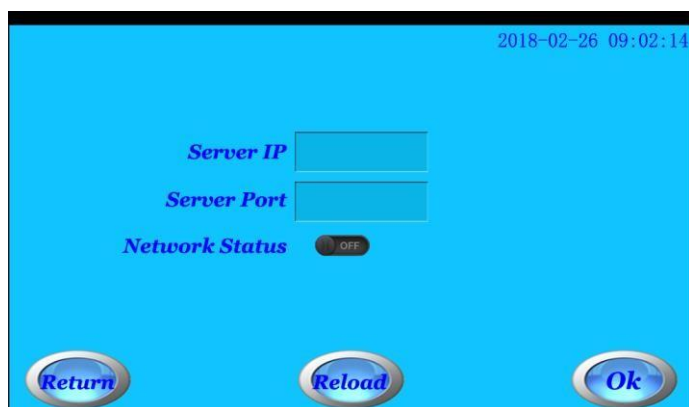 2018-02-26 09:02:14
Server IP
Server Port
Network Status OFF
Return Reload Ok